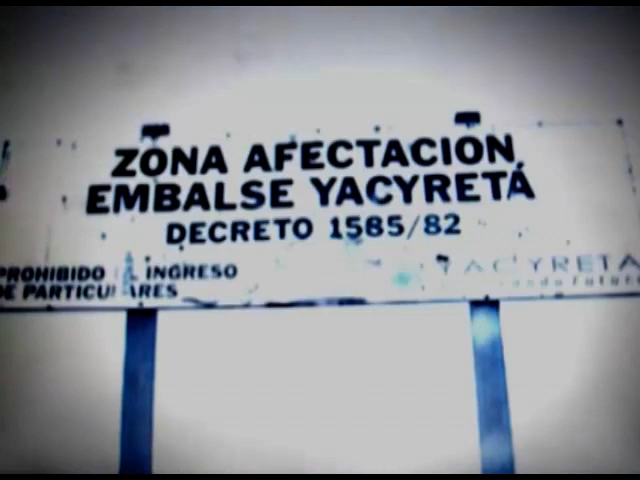 ZONA AFECTACION
EMBALSE YACYRETÁ
DECRETO 1585/82
PROHIBIDO INGRESO
DE PARTICULARES
YACYRETA